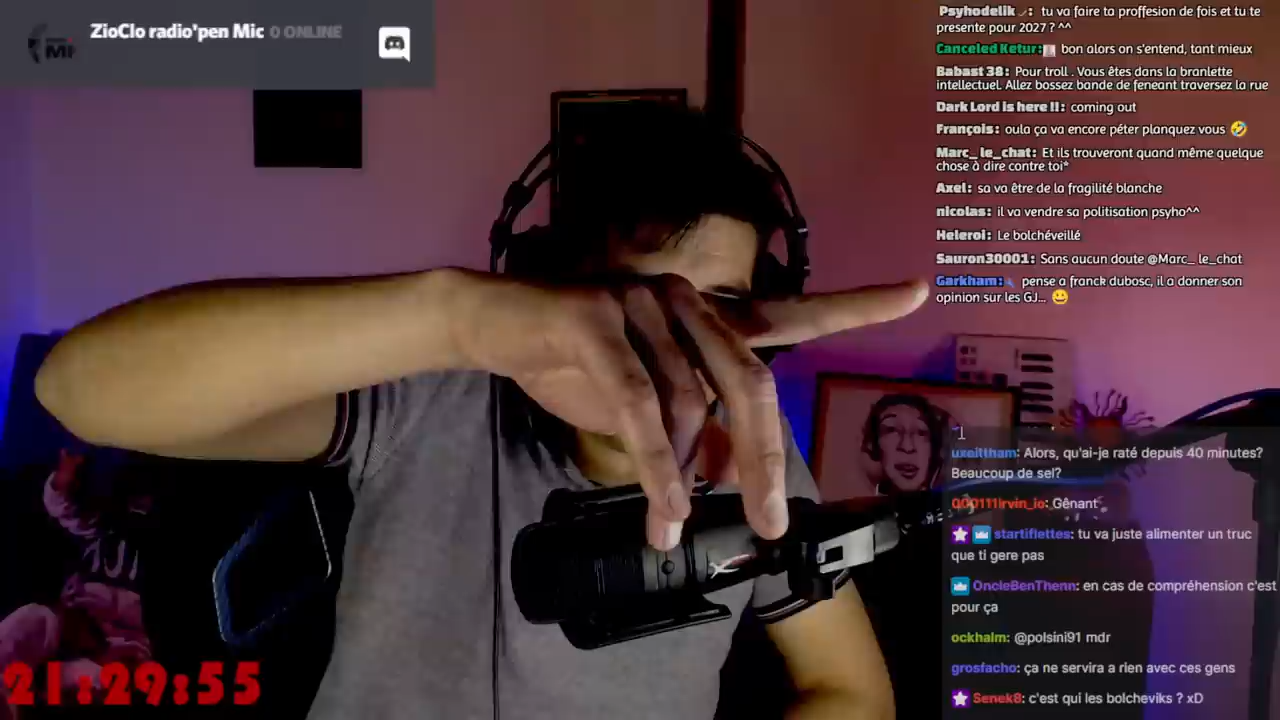 ZioClo radio'pen Mic 0 ONLINE
Psyhodelik : tu va faire ta proffesion de fois et tu te
presente pour 2027 ? ^^
Canceled Ketur: bon alors on s'entend, tant mieux
Babast 38: Pour troll . Vous êtes dans la branlette
intellectuel. Allez bossez bande de feneant traversez la rue
Dark Lord is here !!: coming out
François: oula ça va encore péter planquez vous 🤣
Marc_ le_chat: Et ils trouveront quand même quelque
chose à dire contre toi*
Axel: sa va être de la fragilité blanche
nicolas: il va vendre sa politisation psyho^^
Heleroi: Le bolchéveillé
Sauron30001: Sans aucun doute @Marc_ le_chat
Garkham: pense a franck dubosc, il a donner son
opinion sur les GJ... 😀
uxoittham: Alors, qu'ai-je raté depuis 40 minutes?
Beaucoup de sel?
000111irvin_io: Gênant
startiflettes: tu va juste alimenter un truc
que ti gere pas
OncleBenThenn: en cas de compréhension c'est
pour ça
ockhalm: @polsini91 mdr
grosfacho: ça ne servira a rien avec ces gens
Senek8: c'est qui les bolcheviks ? xD
21:29:55